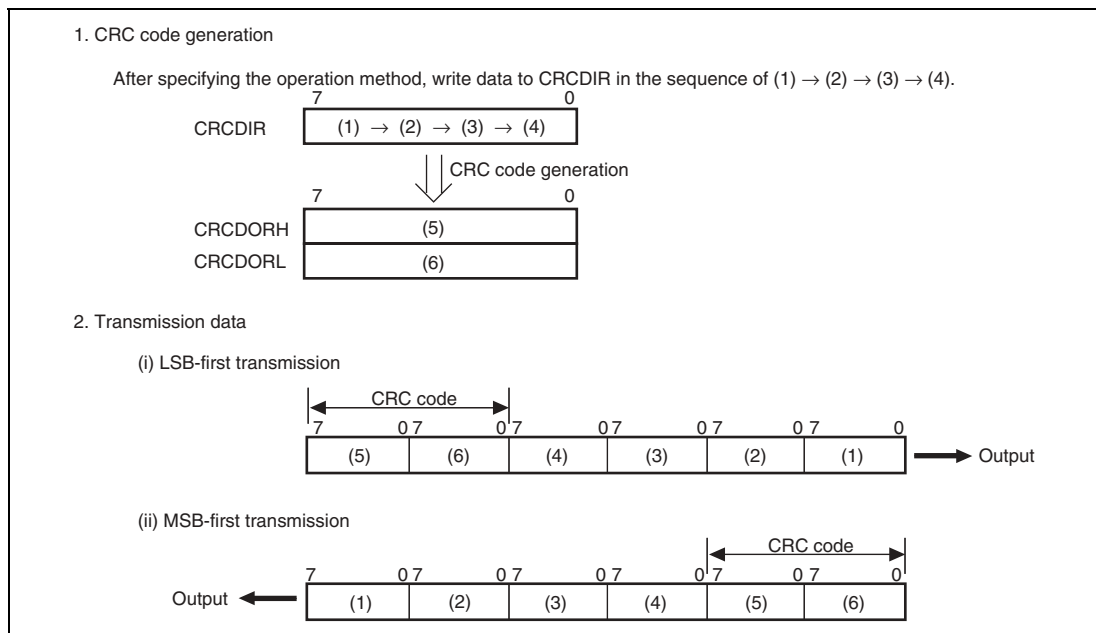 1. CRC code generation
After specifying the operation method, write data to CRCDIR in the sequence of (1) → (2) → (3) → (4).
7 0
CRCDIR (1) → (2) → (3) → (4)
CRC code generation
7 0
CRCDORH (5)
CRCDORL (6)
2. Transmission data
(i) LSB-first transmission
CRC code
7 0 7 0 7 0 7 0 7 0 7 0
(5) (6) (4) (3) (2) (1) Output
(ii) MSB-first transmission
CRC code
7 0 7 0 7 0 7 0 7 0 7 0
Output (1) (2) (3) (4) (5) (6)